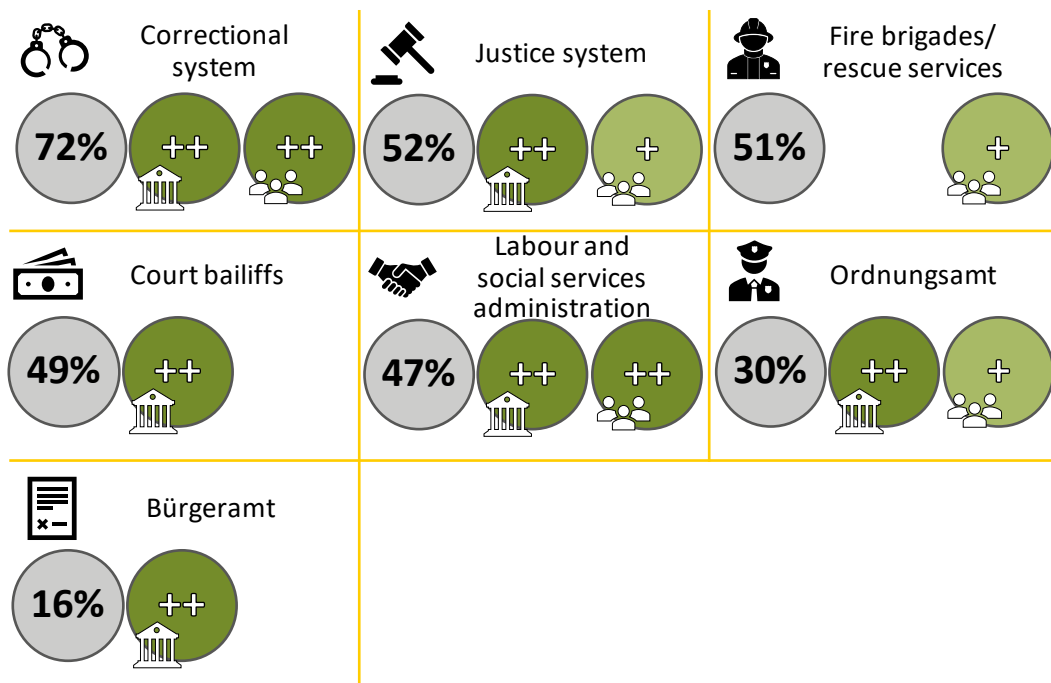 Correctional
system
72% ++ ++
Justice system
52% ++ +
Fire brigades/
rescue services
51% +
Court bailiffs
49% ++
Labour and
social services
administration
47% ++ ++
Ordnungsamt
30% ++ +
Bürgeramt
16% ++